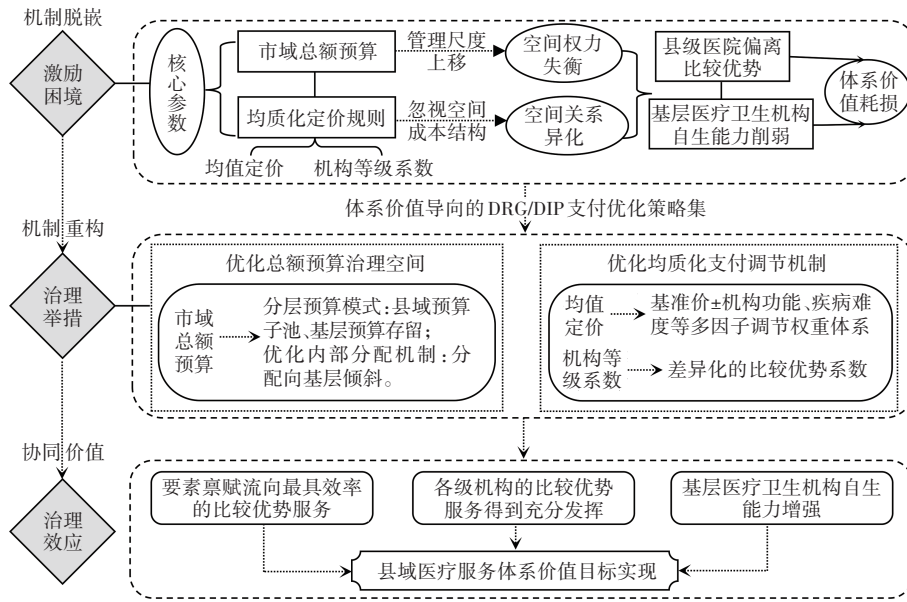 机制脱嵌
激励
困境
核心参数
市域总额预算
均质化定价规则
均值定价
机构等级系数
管理尺度
上移
忽视空间
成本结构
空间权力
失衡
空间关系
异化
县级医院偏离
比较优势
基层医疗卫生机构
自生能力削弱
体系价
值耗损
体系价值导向的DRG/DIP支付优化策略集
机制重构
治理
举措
优化总额预算治理空间
市域
总额
预算
分层预算模式:县域预算
子池、基层预算存留;
优化内部分配机制:分
配向基层倾斜。
优化均质化支付调节机制
均值
定价
基准价±机构功能、疾病难
度等多因子调节权重体系
机构等
级系数
差异化的比较优势系数
协同价值
治理
效应
要素禀赋流向最具效率
的比较优势服务
各级机构的比较优势
服务得到充分发挥
基层医疗卫生机构自生
能力增强
县域医疗服务体系价值目标实现